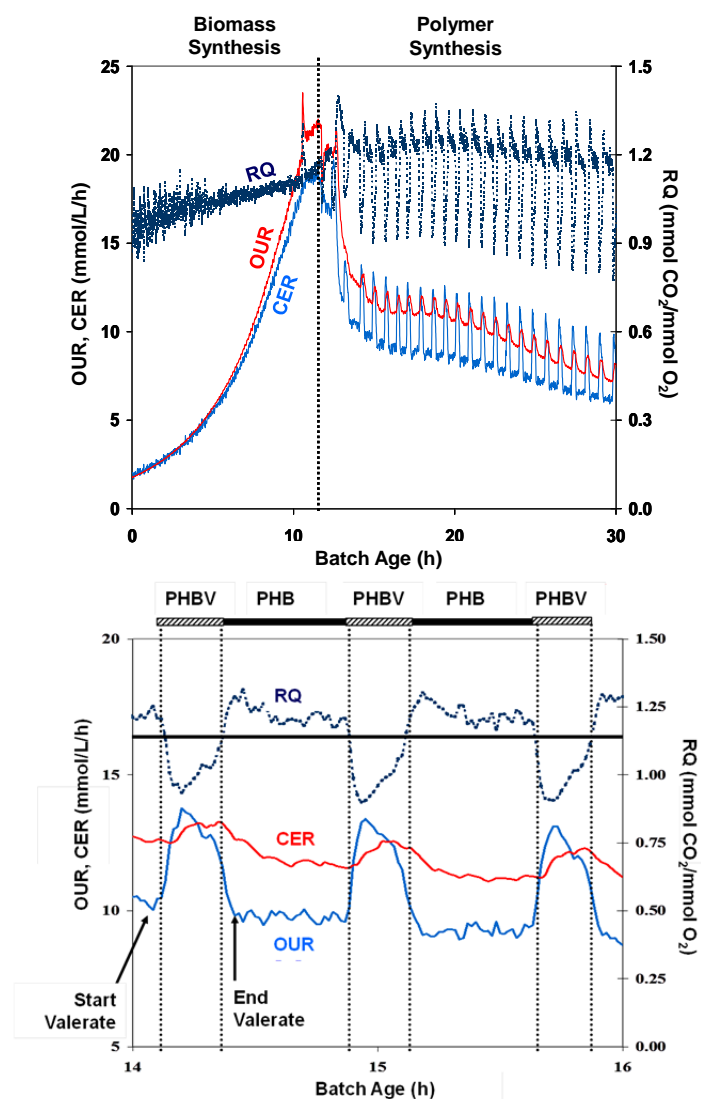 Biomass
Synthesis
Polymer
Synthesis
25
20
15
10
5
0
OUR, CER (mmol/L/h)
1.5
1.2
0.9
0.6
0.3
0.0
RQ (mmol CO₂/mmol O₂)
RQ
OUR
CER
0
10
20
30
Batch Age (h)
PHBV
PHB
PHBV
PHB
PHBV
20
15
10
5
OUR, CER (mmol/L/h)
1.50
1.25
1.00
0.75
0.50
0.25
0.00
RQ (mmol CO₂/mmol O₂)
RQ
CER
OUR
Start
Valerate
End
Valerate
14
15
16
Batch Age (h)